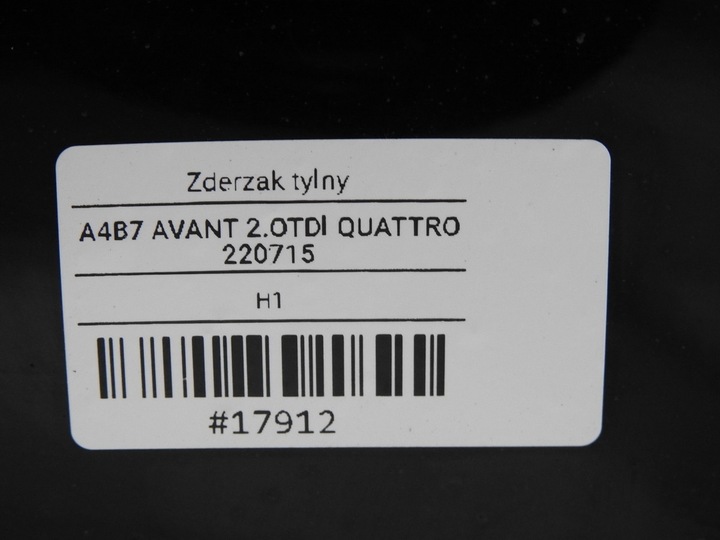 Zderzak tylny
A4B7 AVANT 2.0TDI QUATTRO
220715
H1
#17912